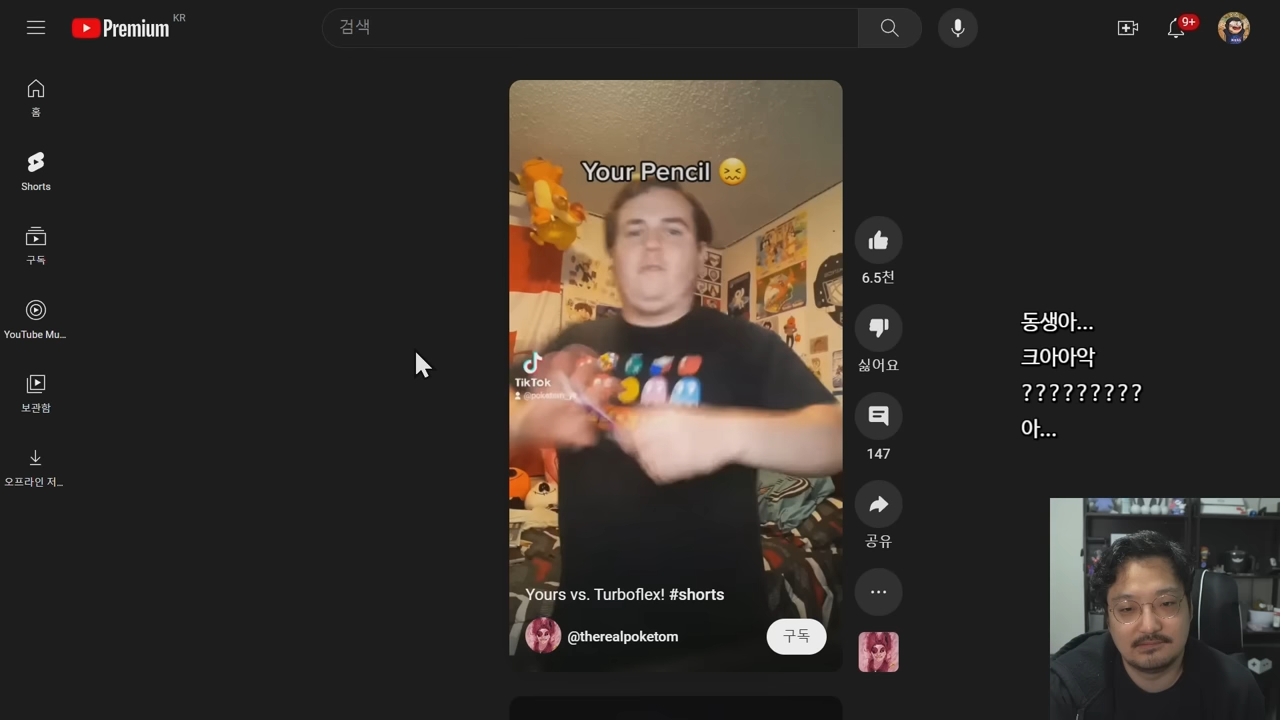 Premium KR
검색
9+
홈
Shorts
구독
YouTube Mu...
보관함
오프라인 저...
Your Pencil 😖
TikTok
6.5천
싫어요
147
공유
Yours vs. Turboflex! #shorts
@therealpoketom
구독
동생아...
크아아악
?????????
아...